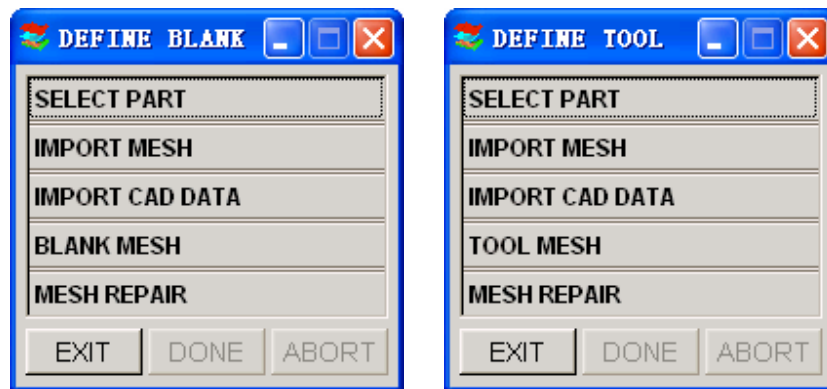 DEFINE BLANK
SELECT PART
IMPORT MESH
IMPORT CAD DATA
BLANK MESH
MESH REPAIR
EXIT DONE ABORT
DEFINE TOOL
SELECT PART
IMPORT MESH
IMPORT CAD DATA
TOOL MESH
MESH REPAIR
EXIT DONE ABORT